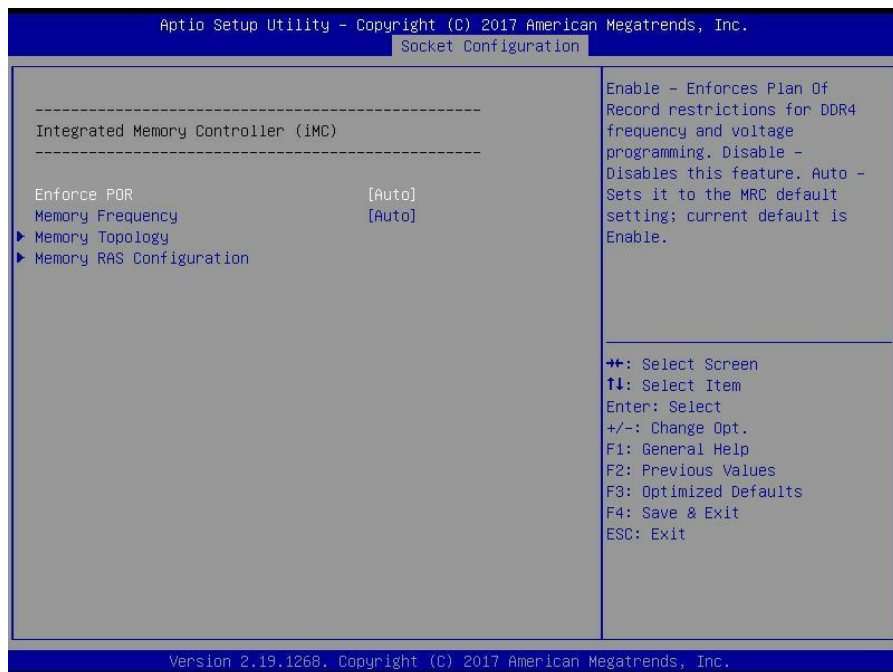 Aptio Setup Utility – Copyright (C) 2017 American Megatrends, Inc.
Socket Configuration
--------------------------------------------------
Integrated Memory Controller (iMC)
--------------------------------------------------
Enforce POR [Auto]
Memory Frequency [Auto]
▶ Memory Topology
▶ Memory RAS Configuration
Enable – Enforces Plan Of
Record restrictions for DDR4
frequency and voltage
programming. Disable –
Disables this feature. Auto –
Sets it to the MRC default
setting; current default is
Enable.
→←: Select Screen
↑↓: Select Item
Enter: Select
+/-: Change Opt.
F1: General Help
F2: Previous Values
F3: Optimized Defaults
F4: Save & Exit
ESC: Exit
Version 2.19.1268. Copyright (C) 2017 American Megatrends, Inc.